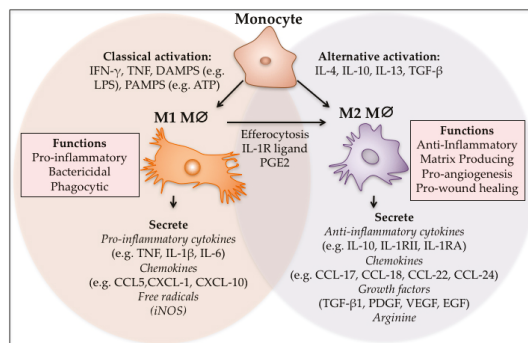 Monocyte
Classical activation:
IFN-γ, TNF, DAMPS (e.g.
LPS), PAMPS (e.g. ATP)
Alternative activation:
IL-4, IL-10, IL-13, TGF-β
M1 MØ
Efferocytosis
IL-1R ligand
PGE2
M2 MØ
Functions
Pro-inflammatory
Bactericidal
Phagocytic
Functions
Anti-Inflammatory
Matrix Producing
Pro-angiogenesis
Pro-wound healing
Secrete
Pro-inflammatory cytokines
(e.g. TNF, IL-1β, IL-6)
Chemokines
(e.g. CCL5,CXCL-1, CXCL-10)
Free radicals
(iNOS)
Secrete
Anti-inflammatory cytokines
(e.g. IL-10, IL-1RII, IL-1RA)
Chemokines
(e.g. CCL-17, CCL-18, CCL-22, CCL-24)
Growth factors
(TGF-β1, PDGF, VEGF, EGF)
Arginine